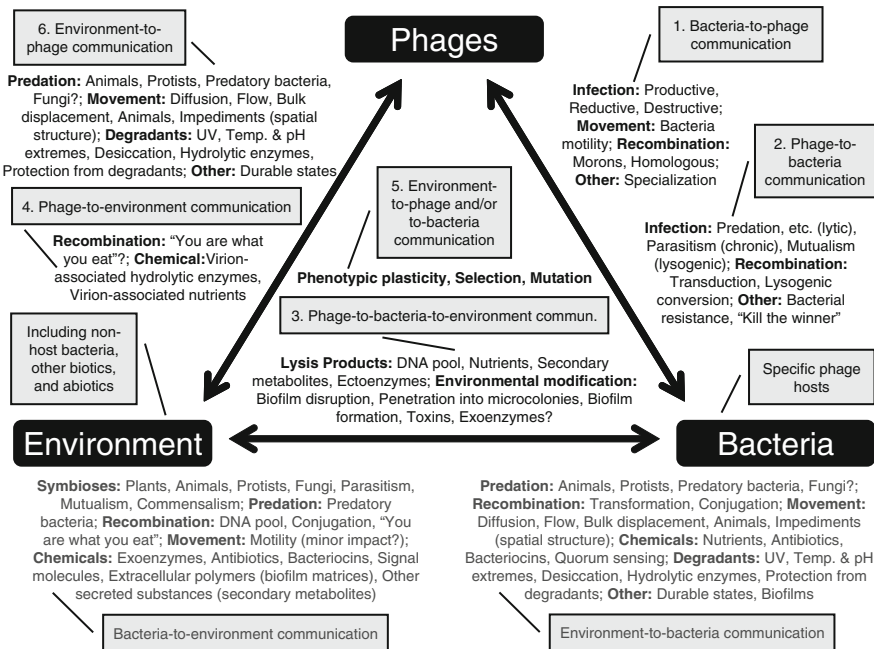 Phages
6. Environment-to-
phage communication
Predation: Animals, Protists, Predatory bacteria,
Fungi?; Movement: Diffusion, Flow, Bulk
displacement, Animals, Impediments (spatial
structure); Degradants: UV, Temp. & pH
extremes, Desiccation, Hydrolytic enzymes,
Protection from degradants; Other: Durable states
1. Bacteria-to-phage
communication
Infection: Productive,
Reductive, Destructive;
Movement: Bacteria
motility; Recombination:
Morons, Homologous;
Other: Specialization
2. Phage-to-
bacteria
communication
Infection: Predation, etc. (lytic),
Parasitism (chronic), Mutualism
(lysogenic); Recombination:
Transduction, Lysogenic
conversion; Other: Bacterial
resistance, “Kill the winner”
4. Phage-to-environment communication
Recombination: “You are what
you eat”?; Chemical:Virion-
associated hydrolytic enzymes,
Virion-associated nutrients
5. Environment-
to-phage and/or
to-bacteria
communication
Phenotypic plasticity, Selection, Mutation
3. Phage-to-bacteria-to-environment commun.
Lysis Products: DNA pool, Nutrients, Secondary
metabolites, Ectoenzymes; Environmental modification:
Biofilm disruption, Penetration into microcolonies, Biofilm
formation, Toxins, Exoenzymes?
Including non-
host bacteria,
other biotics,
and abiotics
Specific phage
hosts
Environment
Bacteria
Symbioses: Plants, Animals, Protists, Fungi, Parasitism,
Mutualism, Commensalism; Predation: Predatory
bacteria; Recombination: DNA pool, Conjugation, “You
are what you eat”; Movement: Motility (minor impact?);
Chemicals: Exoenzymes, Antibiotics, Bacteriocins, Signal
molecules, Extracellular polymers (biofilm matrices), Other
secreted substances (secondary metabolites)
Bacteria-to-environment communication
Predation: Animals, Protists, Predatory bacteria, Fungi?;
Recombination: Transformation, Conjugation; Movement:
Diffusion, Flow, Bulk displacement, Animals, Impediments
(spatial structure); Chemicals: Nutrients, Antibiotics,
Bacteriocins, Quorum sensing; Degradants: UV, Temp. & pH
extremes, Desiccation, Hydrolytic enzymes, Protection from
degradants; Other: Durable states, Biofilms
Environment-to-bacteria communication